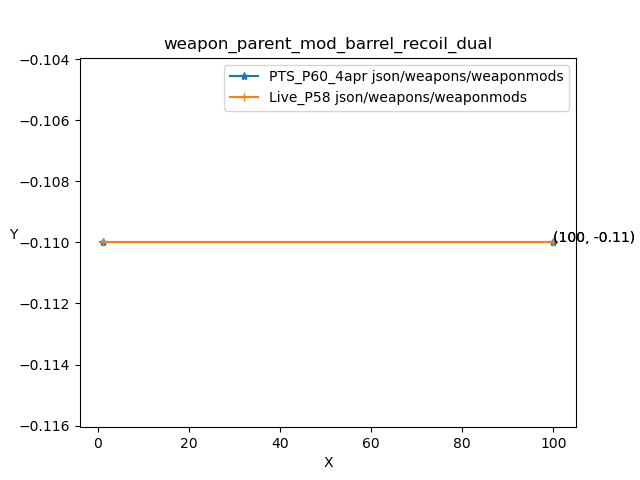 weapon_parent_mod_barrel_recoil_dual
PTS_P60_4apr json/weapons/weaponmods
Live_P58 json/weapons/weaponmods
−0.104
−0.106
−0.108
−0.110
−0.112
−0.114
−0.116
Y
(100, -0.11)
0
20
40
60
80
100
X